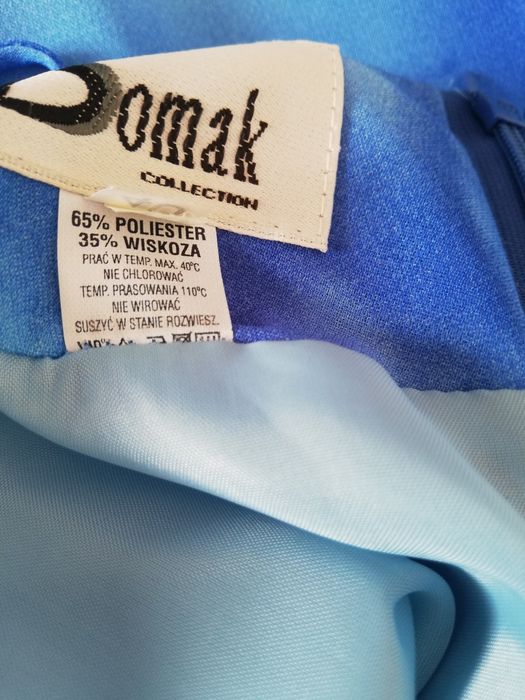 Domak
COLLECTION
65% POLIESTER
35% WISKOZA
PRAĆ W TEMP. MAX. 40°C
NIE CHLOROWAĆ
TEMP. PRASOWANIA 110°C
NIE WIROWAĆ
SUSZYĆ W STANIE ROZWIESZ.